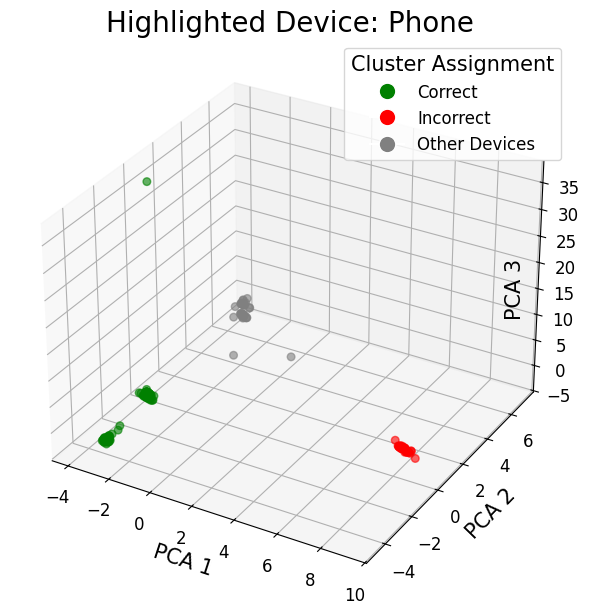 Highlighted Device: Phone
Cluster Assignment
Correct
Incorrect
Other Devices
35
30
25
20
15
10
5
0
−5
PCA 3
6
4
2
0
−2
−4
PCA 2
−4
−2
0
2
4
6
8
10
PCA 1